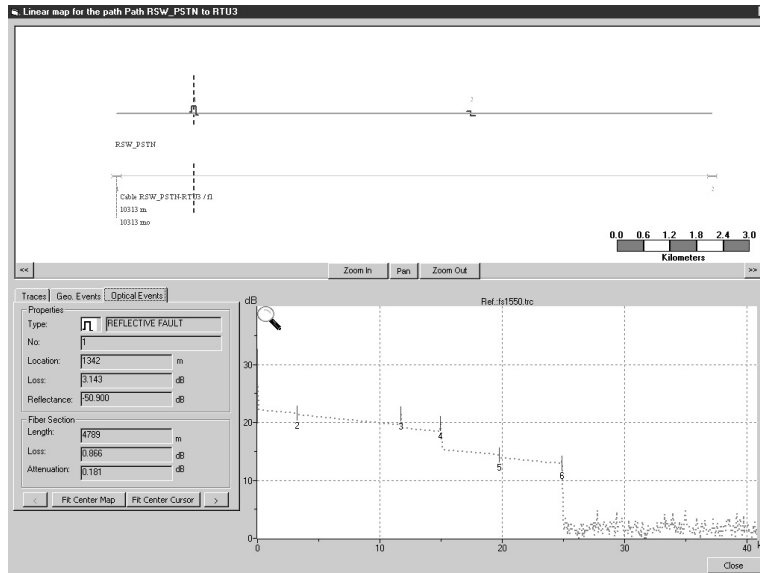 Linear map for the path Path RSW_PSTN to RTU3
2
RSW_PSTN
Cable RSW_PSTN-RTU3 / f1
10313 m
10313 mo
2
0.0 0.6 1.2 1.8 2.4 3.0
Kilometers
<< Zoom In Pan Zoom Out >>
Traces Geo. Events Optical Events
Properties
Type: REFLECTIVE FAULT
No: 1
Location: 1342 m
Loss: 3.143 dB
Reflectance: -50.900 dB
Fiber Section
Length: 4789 m
Loss: 0.866 dB
Attenuation: 0.181 dB
< Fit Center Map Fit Center Cursor >
dB
Ref.:fs1550.trc
30
20
10
0
2 3 4 5 6
0 10 20 30 40
Close